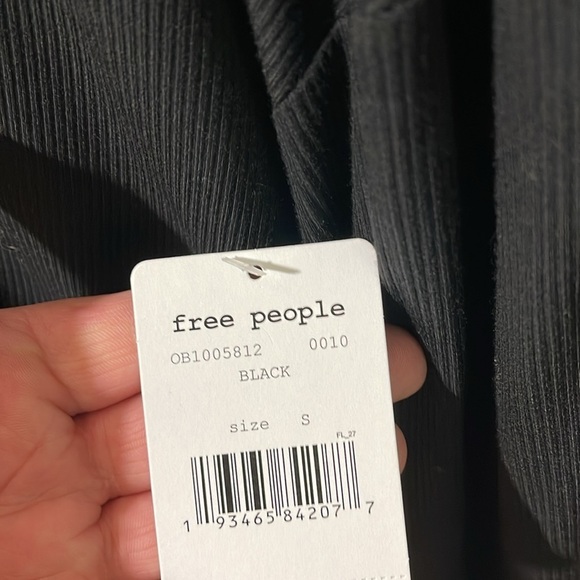 free people
OB1005812 0010
BLACK
size S
FL_27
1 93465 84207 7